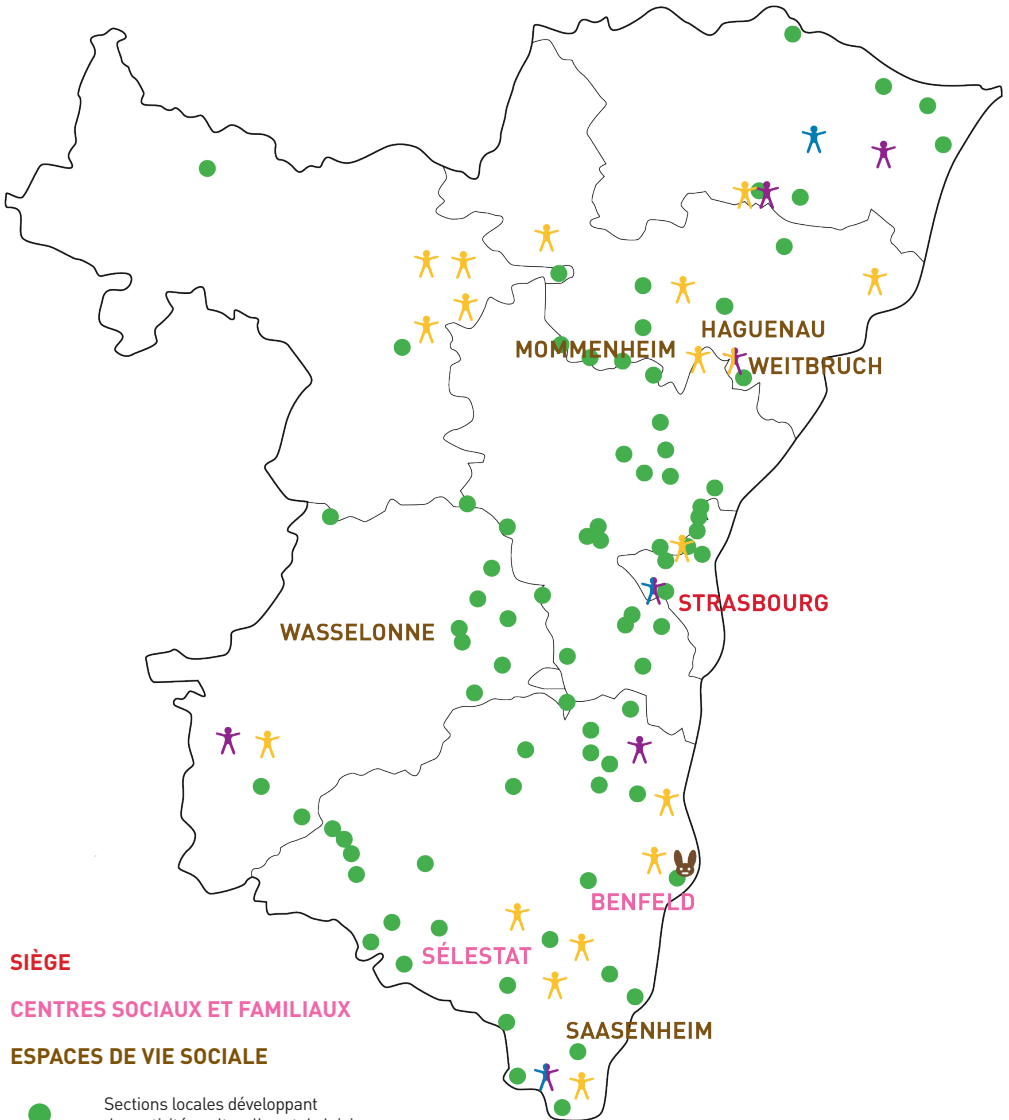 HAGUENAU
MOMMENHEIM
WEITBRUCH
STRASBOURG
WASSELONNE
BENFELD
SÉLESTAT
SIÈGE
CENTRES SOCIAUX ET FAMILIAUX
SAASENHEIM
ESPACES DE VIE SOCIALE
Sections locales développant